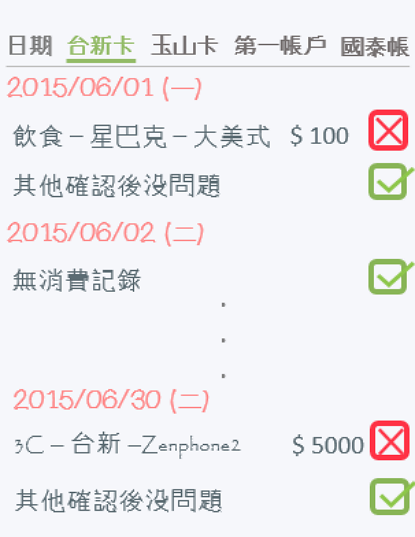 日期 台新卡 玉山卡 第一帳戶 國泰帳
2015/06/01 (一)
飲食 – 星巴克 – 大美式 $ 100
其他確認後没問題
2015/06/02 (二)
無消費記錄
2015/06/30 (二)
3C – 台新 –Zenphone2 $ 5000
其他確認後没問題